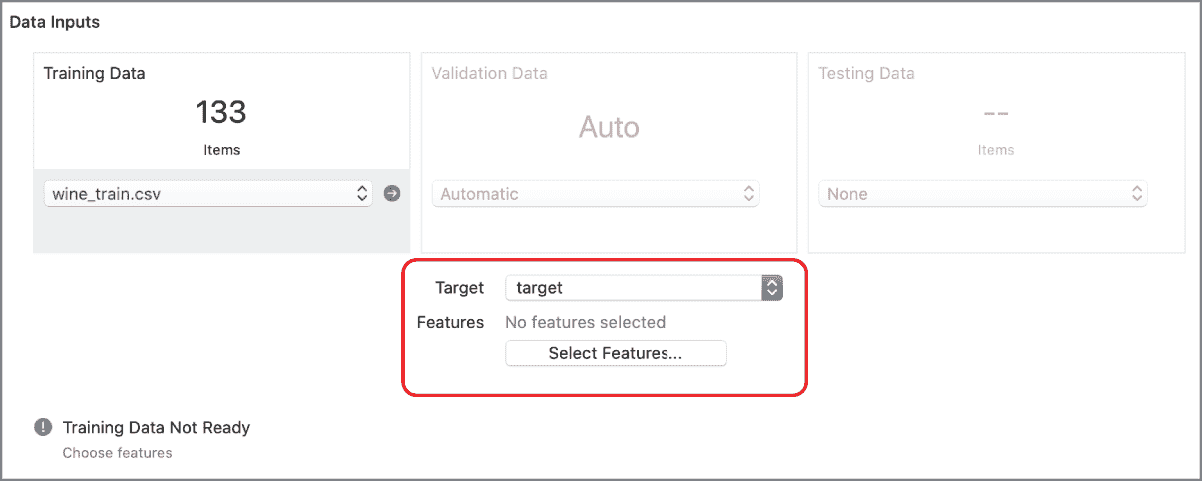 Data Inputs
Training Data
133
Items
wine_train.csv
Validation Data
Auto
Automatic
Testing Data
--
Items
None
Target target
Features No features selected
Select Features...
Training Data Not Ready
Choose features